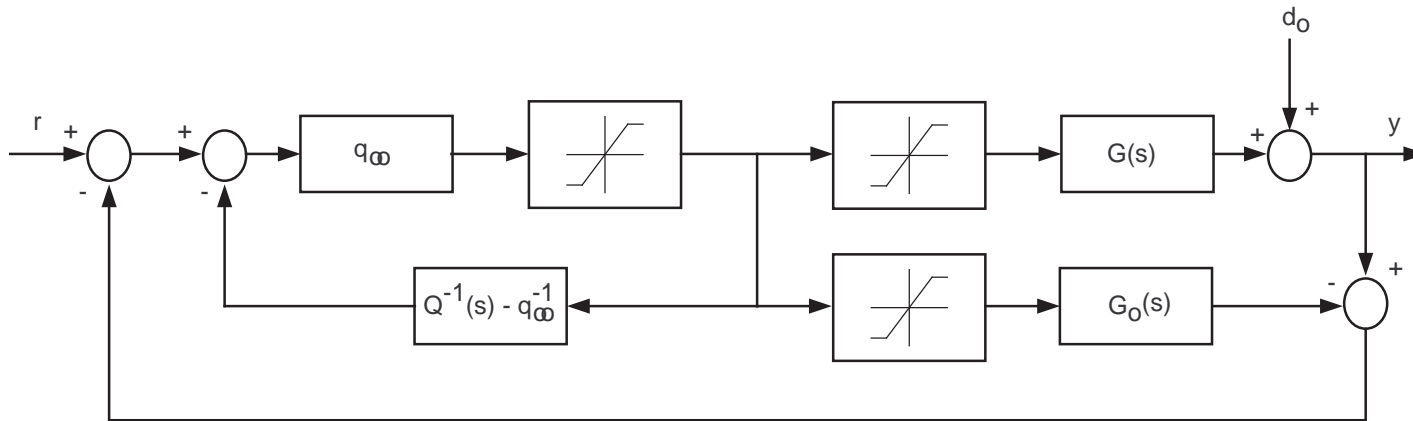 d₀
r + + q∞ G(s) + + y
- -
Q⁻¹(s) - q∞⁻¹ G₀(s) - +